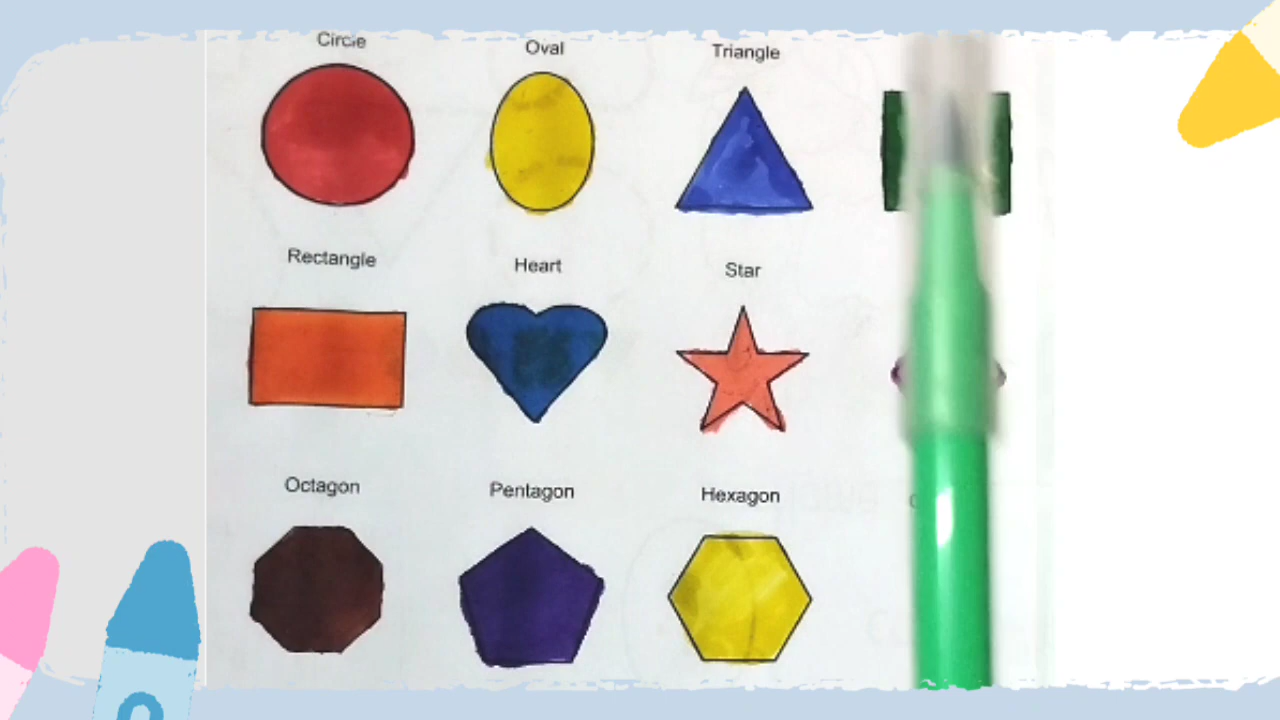 Circle
Oval
Triangle
Rectangle
Heart
Star
Octagon
Pentagon
Hexagon